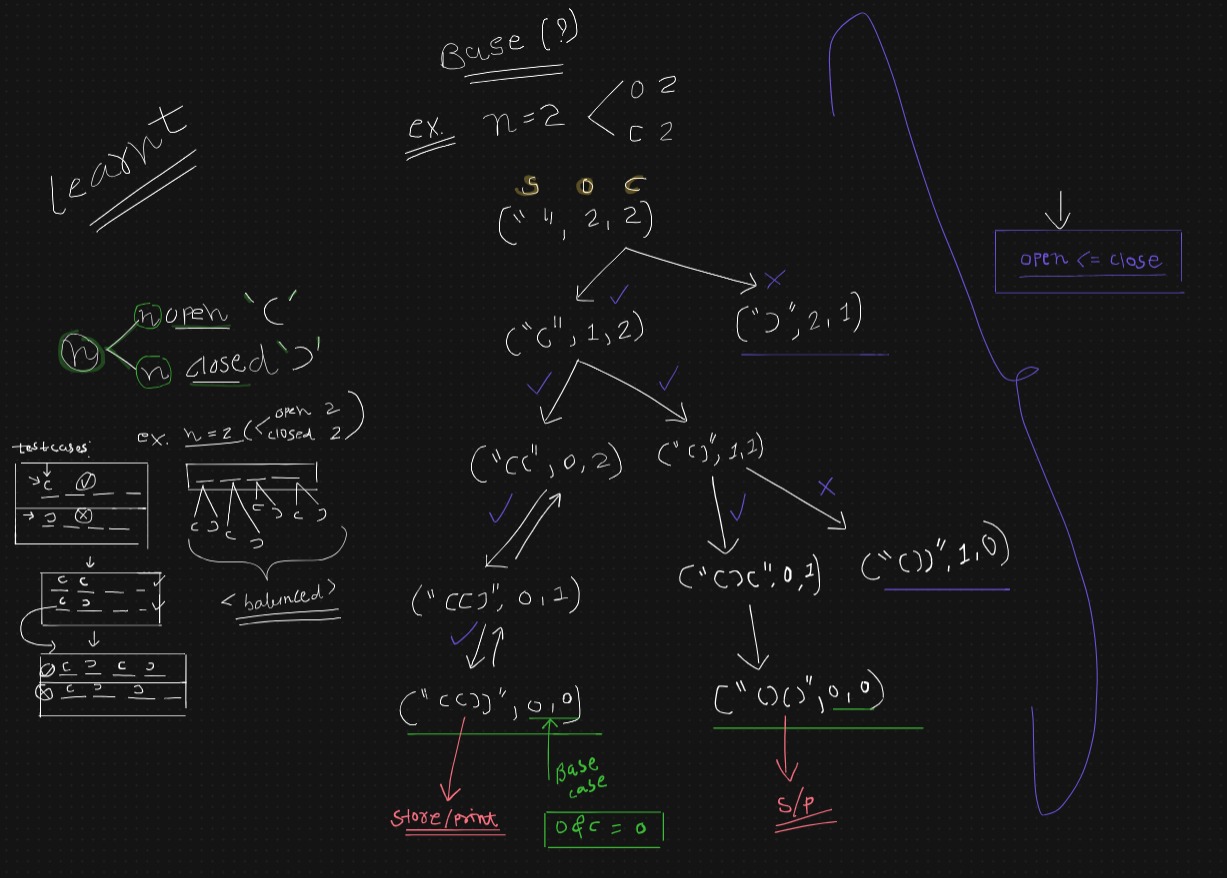 Base (?)
ex. n=2
O 2
C 2
Learnt
S O C
(" ", 2, 2)
open <= close
n
n open '('
n closed ')'
("(", 1, 2)
(")", 2, 1)
ex. n=2 (< open 2
closed 2)
testcases:
→ ( _ _ _
→ ) _ _ _
( ) ( ) ( ) ( )
<balanced>
( ( _ _
( ) _ _
( ) ( )
( ) ) _
("((", 0, 2)
("()", 1, 1)
("(()", 0, 1)
("()(", 0, 1)
("())", 1, 0)
("(())", 0, 0)
("()()", 0, 0)
Base
case
Store/print
O & C = 0
S/P